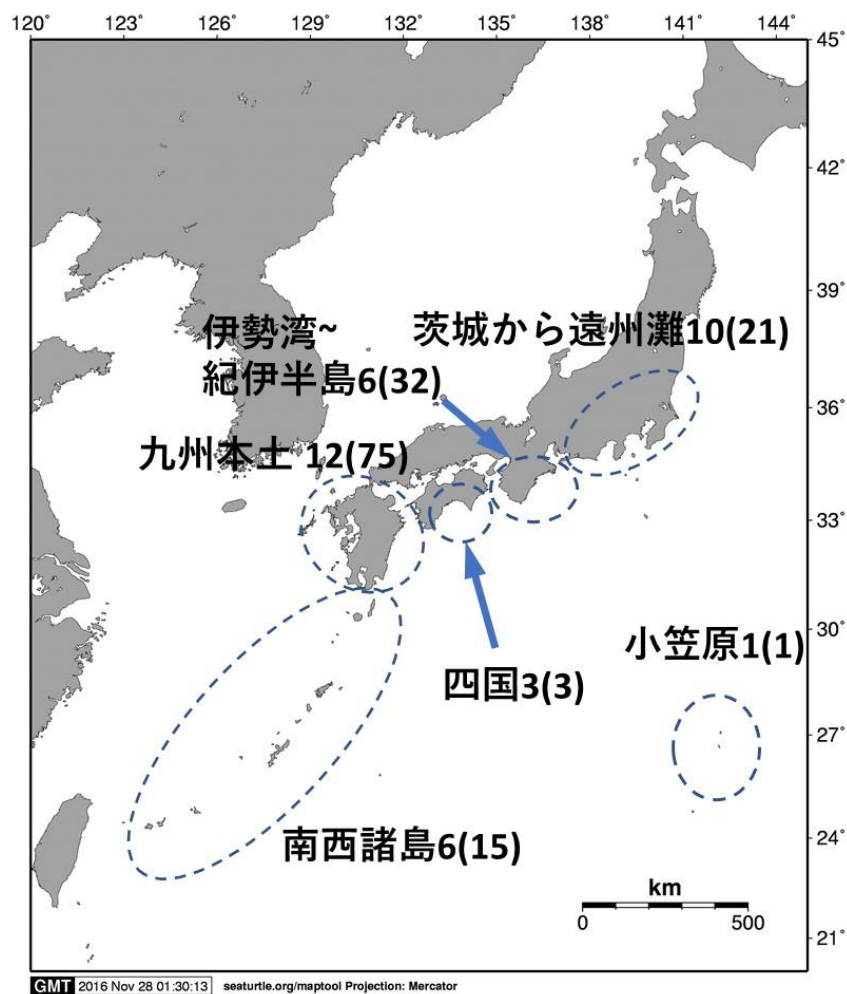 120˚ 123˚ 126˚ 129˚ 132˚ 135˚ 138˚ 141˚ 144˚
45˚
42˚
39˚
伊勢湾~
紀伊半島6(32)
茨城から遠州灘10(21)
36˚
九州本土 12(75)
33˚
30˚
小笠原1(1)
四国3(3)
27˚
南西諸島6(15)
24˚
km
0 500
21˚
GMT 2016 Nov 28 01:30:13 seaturtle.org/maptool Projection: Mercator